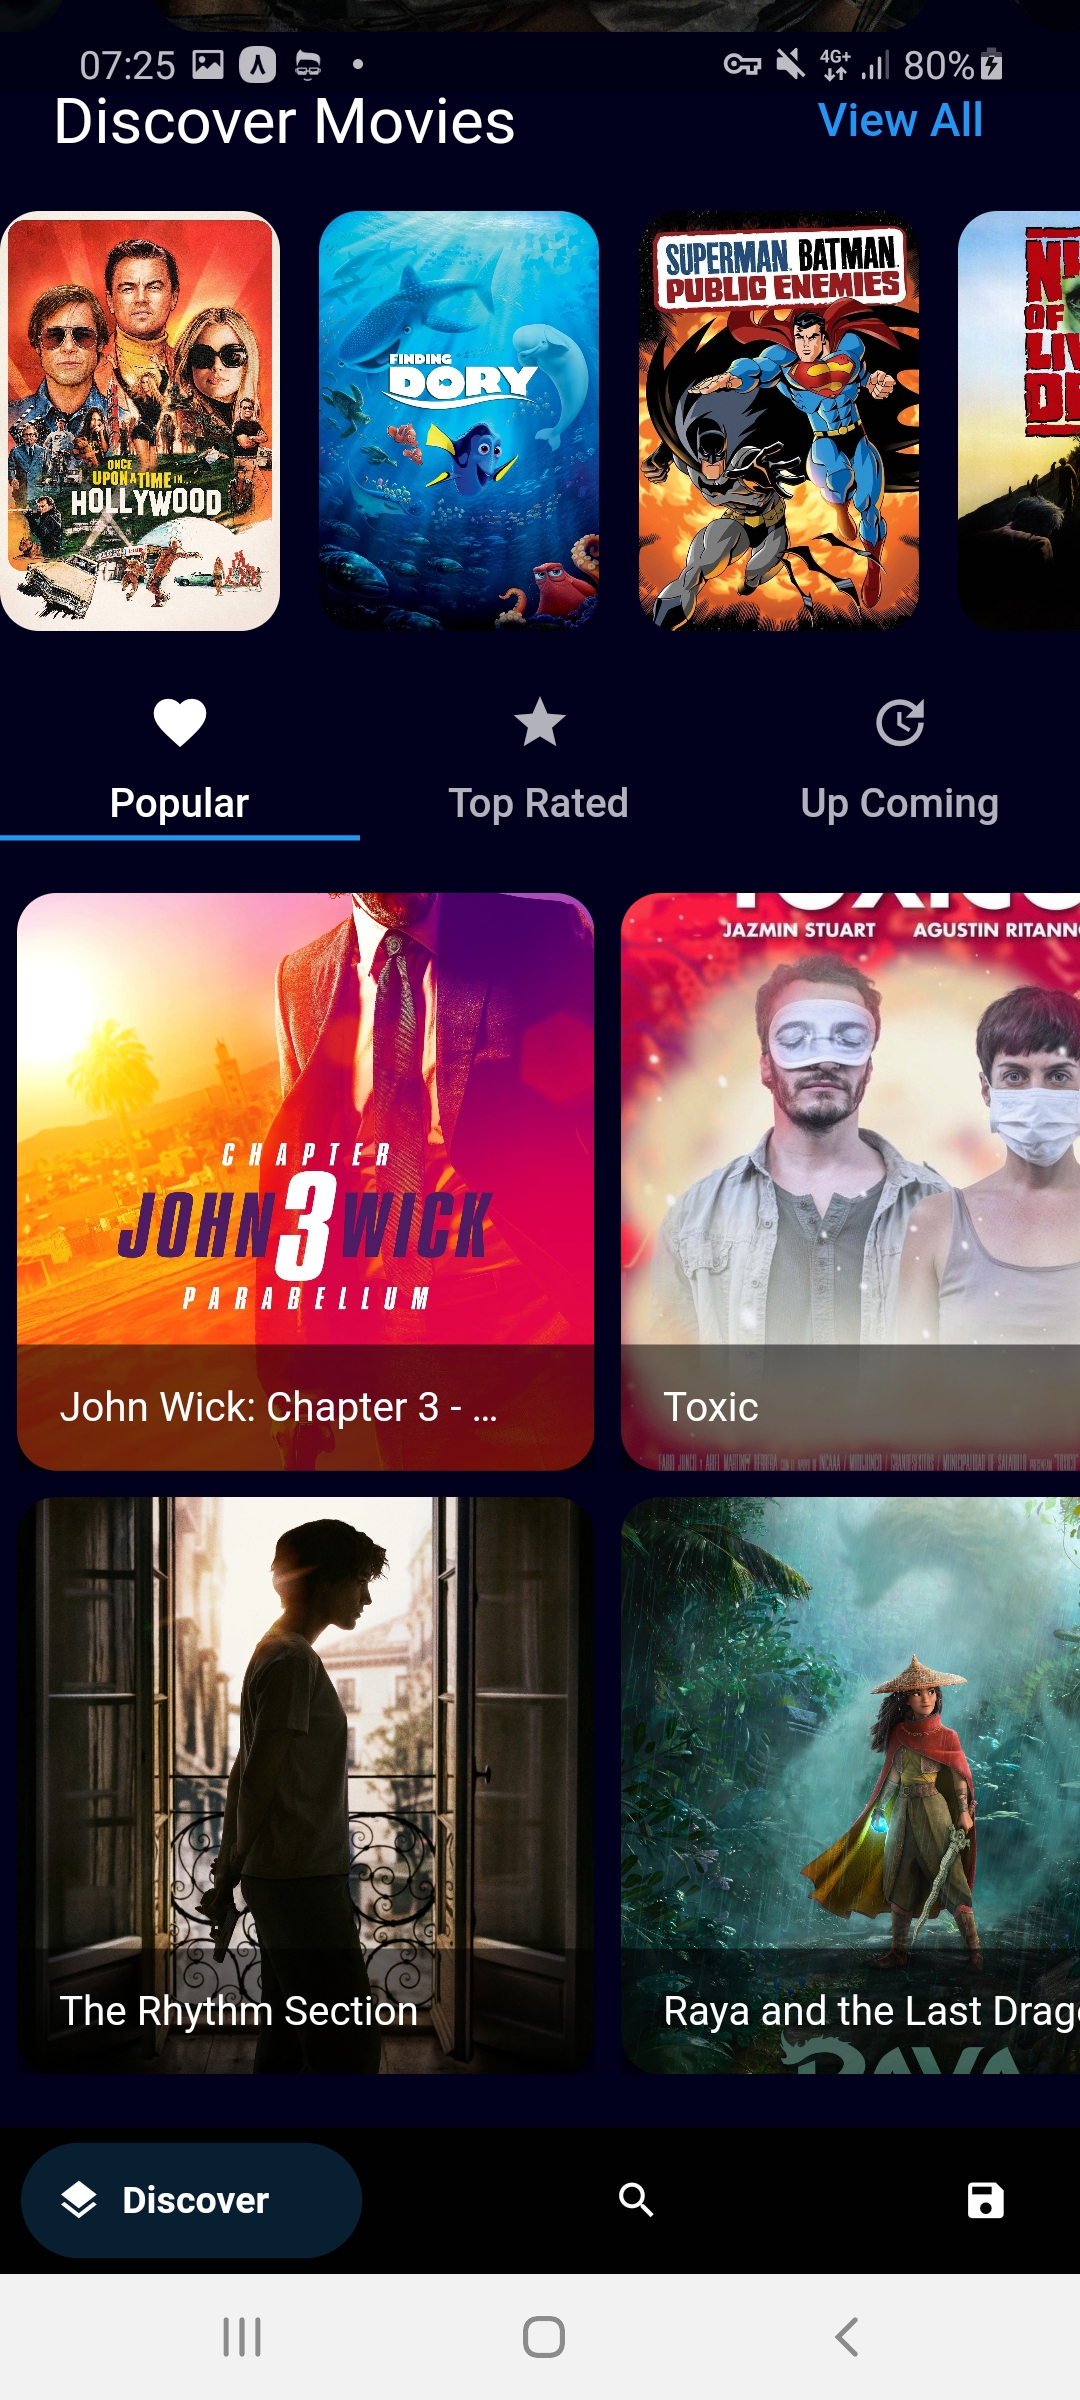 07:25
4G+
80%
Discover Movies
View All
ONCE
UPON A TIME IN...
HOLLYWOOD
FINDING
DORY
SUPERMAN BATMAN
PUBLIC ENEMIES
OF
Popular
Top Rated
Up Coming
CHAPTER
JOHN 3 WICK
PARABELLUM
John Wick: Chapter 3 - ...
JAZMIN STUART
AGUSTIN RITANN
Toxic
The Rhythm Section
Raya and the Last Drag
RAYA
Discover